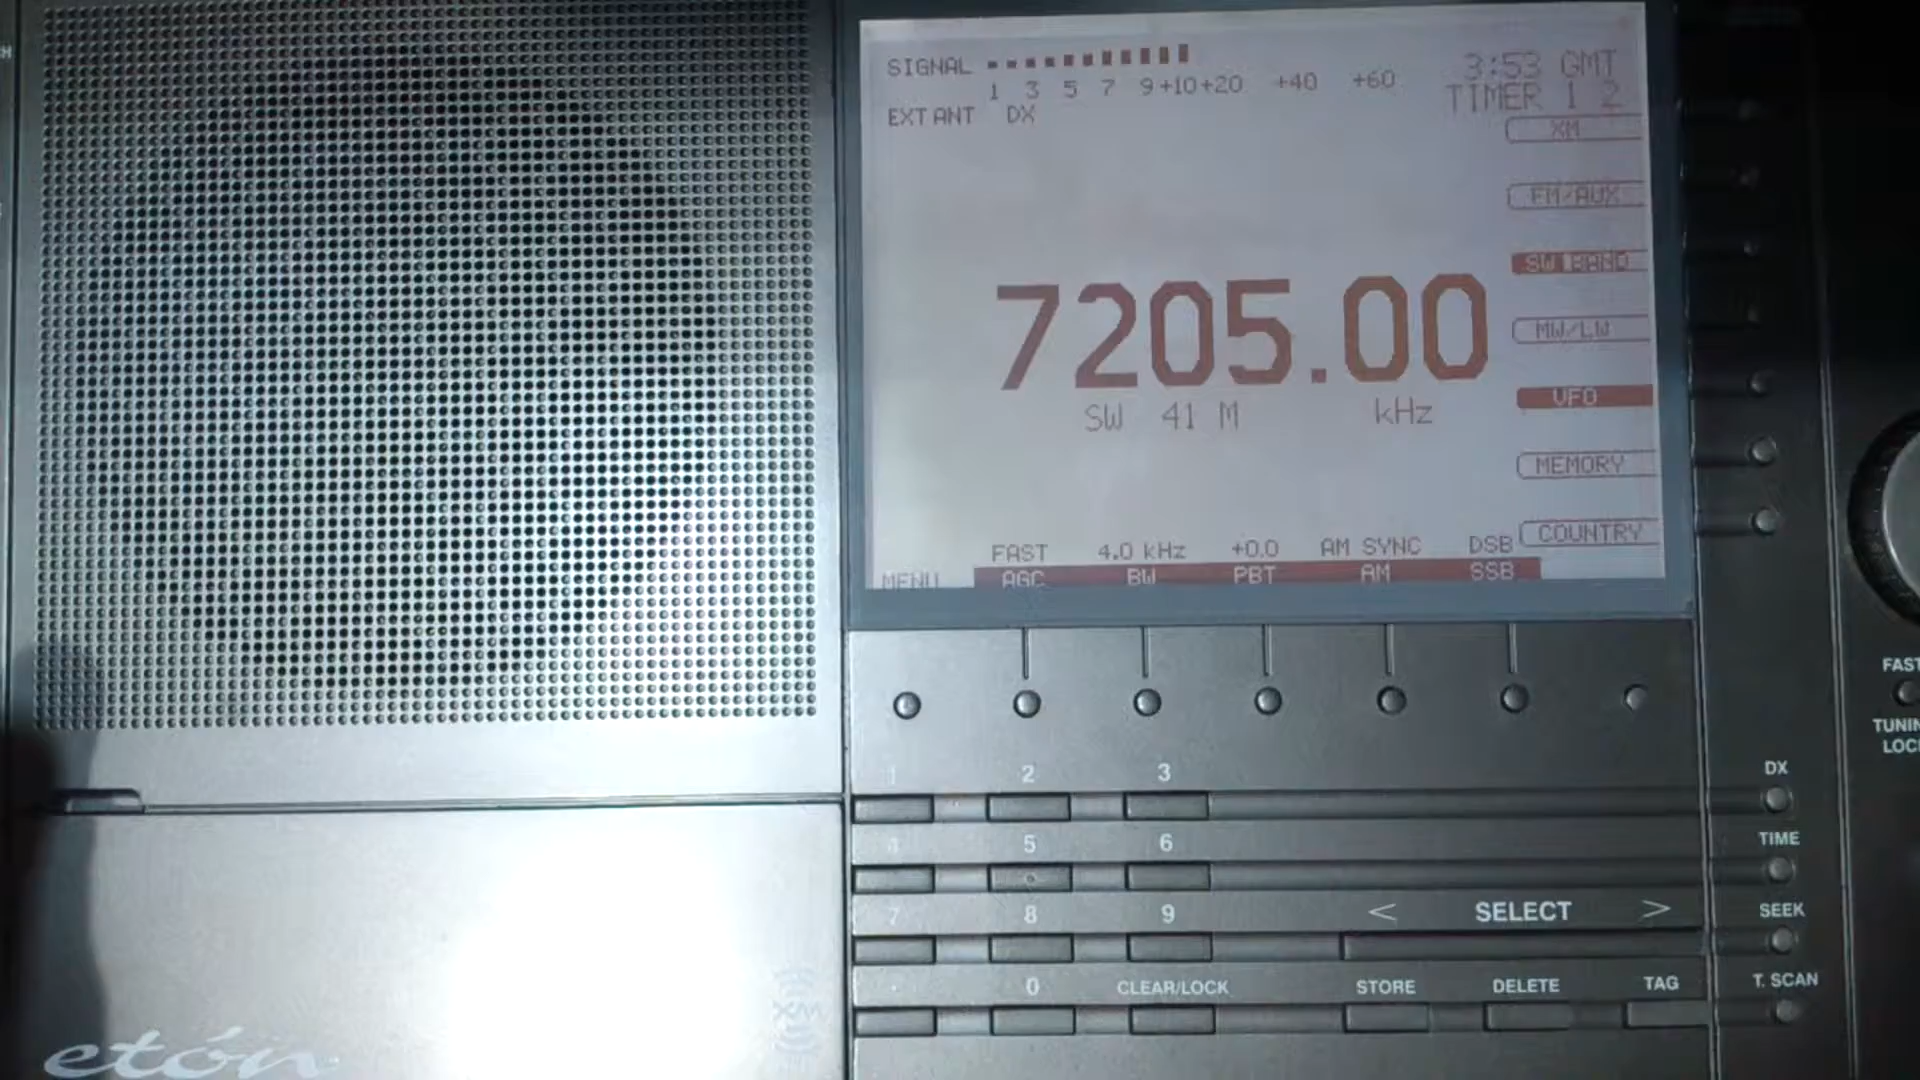 SIGNAL
1 3 5 7 9 +10 +20 +40 +60
3:53 GMT
EXT ANT DX
TIMER 1 2
XM
FM/AUX
SW BAND
7205.00
MW/LW
SW 41 M kHz
VFO
MEMORY
COUNTRY
FAST 4.0 kHz +0.0 AM SYNC DSB
MENU AGC BW PBT AM SSB
FAST
TUNIN
LOC
1 2 3
DX
4 5 6
TIME
7 8 9
< SELECT >
SEEK
. 0 CLEAR/LOCK STORE DELETE TAG
T. SCAN
etón